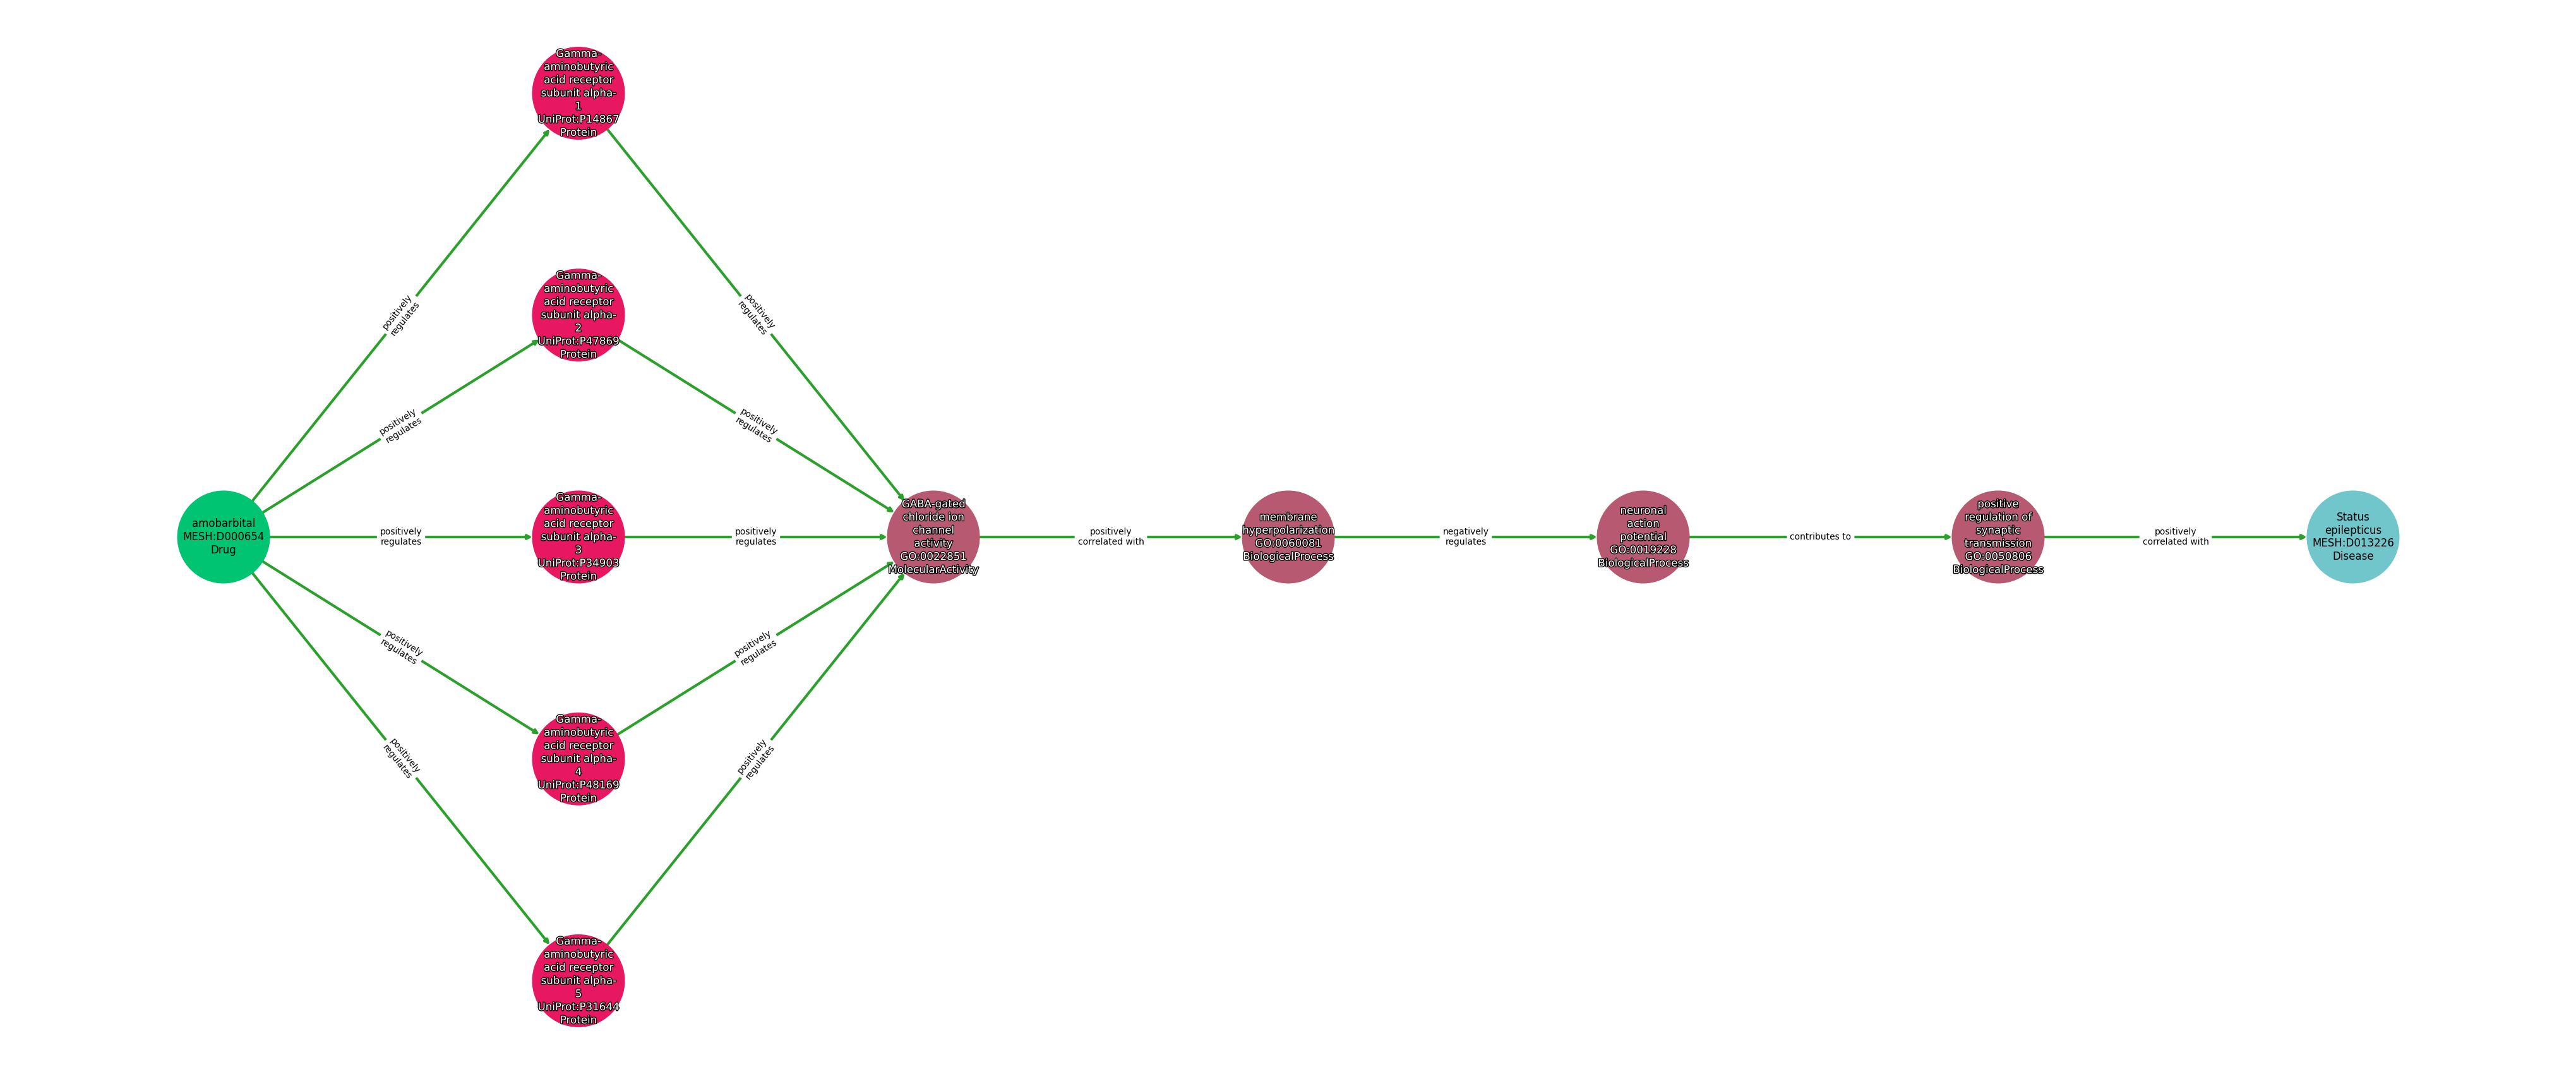 Gamma-
aminobutyric
acid receptor
subunit alpha-
1
UniProt:P14867
Protein
Gamma-
aminobutyric
acid receptor
subunit alpha-
2
UniProt:P47869
Protein
positively
regulates
positively
regulates
positively
regulates
positively
regulates
amobarbital
MESH:D000654
Drug
positively
regulates
Gamma-
aminobutyric
acid receptor
subunit alpha-
3
UniProt:P34903
Protein
positively
regulates
GABA-gated
chloride ion
channel
activity
GO:0022851
MolecularActivity
positively
correlated with
membrane
hyperpolarization
GO:0060081
BiologicalProcess
negatively
regulates
neuronal
action
potential
GO:0019228
BiologicalProcess
contributes to
positive
regulation of
synaptic
transmission
GO:0050806
BiologicalProcess
positively
correlated with
Status
epilepticus
MESH:D013226
Disease
positively
regulates
positively
regulates
Gamma-
aminobutyric
acid receptor
subunit alpha-
4
UniProt:P48169
Protein
positively
regulates
positively
regulates
Gamma-
aminobutyric
acid receptor
subunit alpha-
5
UniProt:P31644
Protein